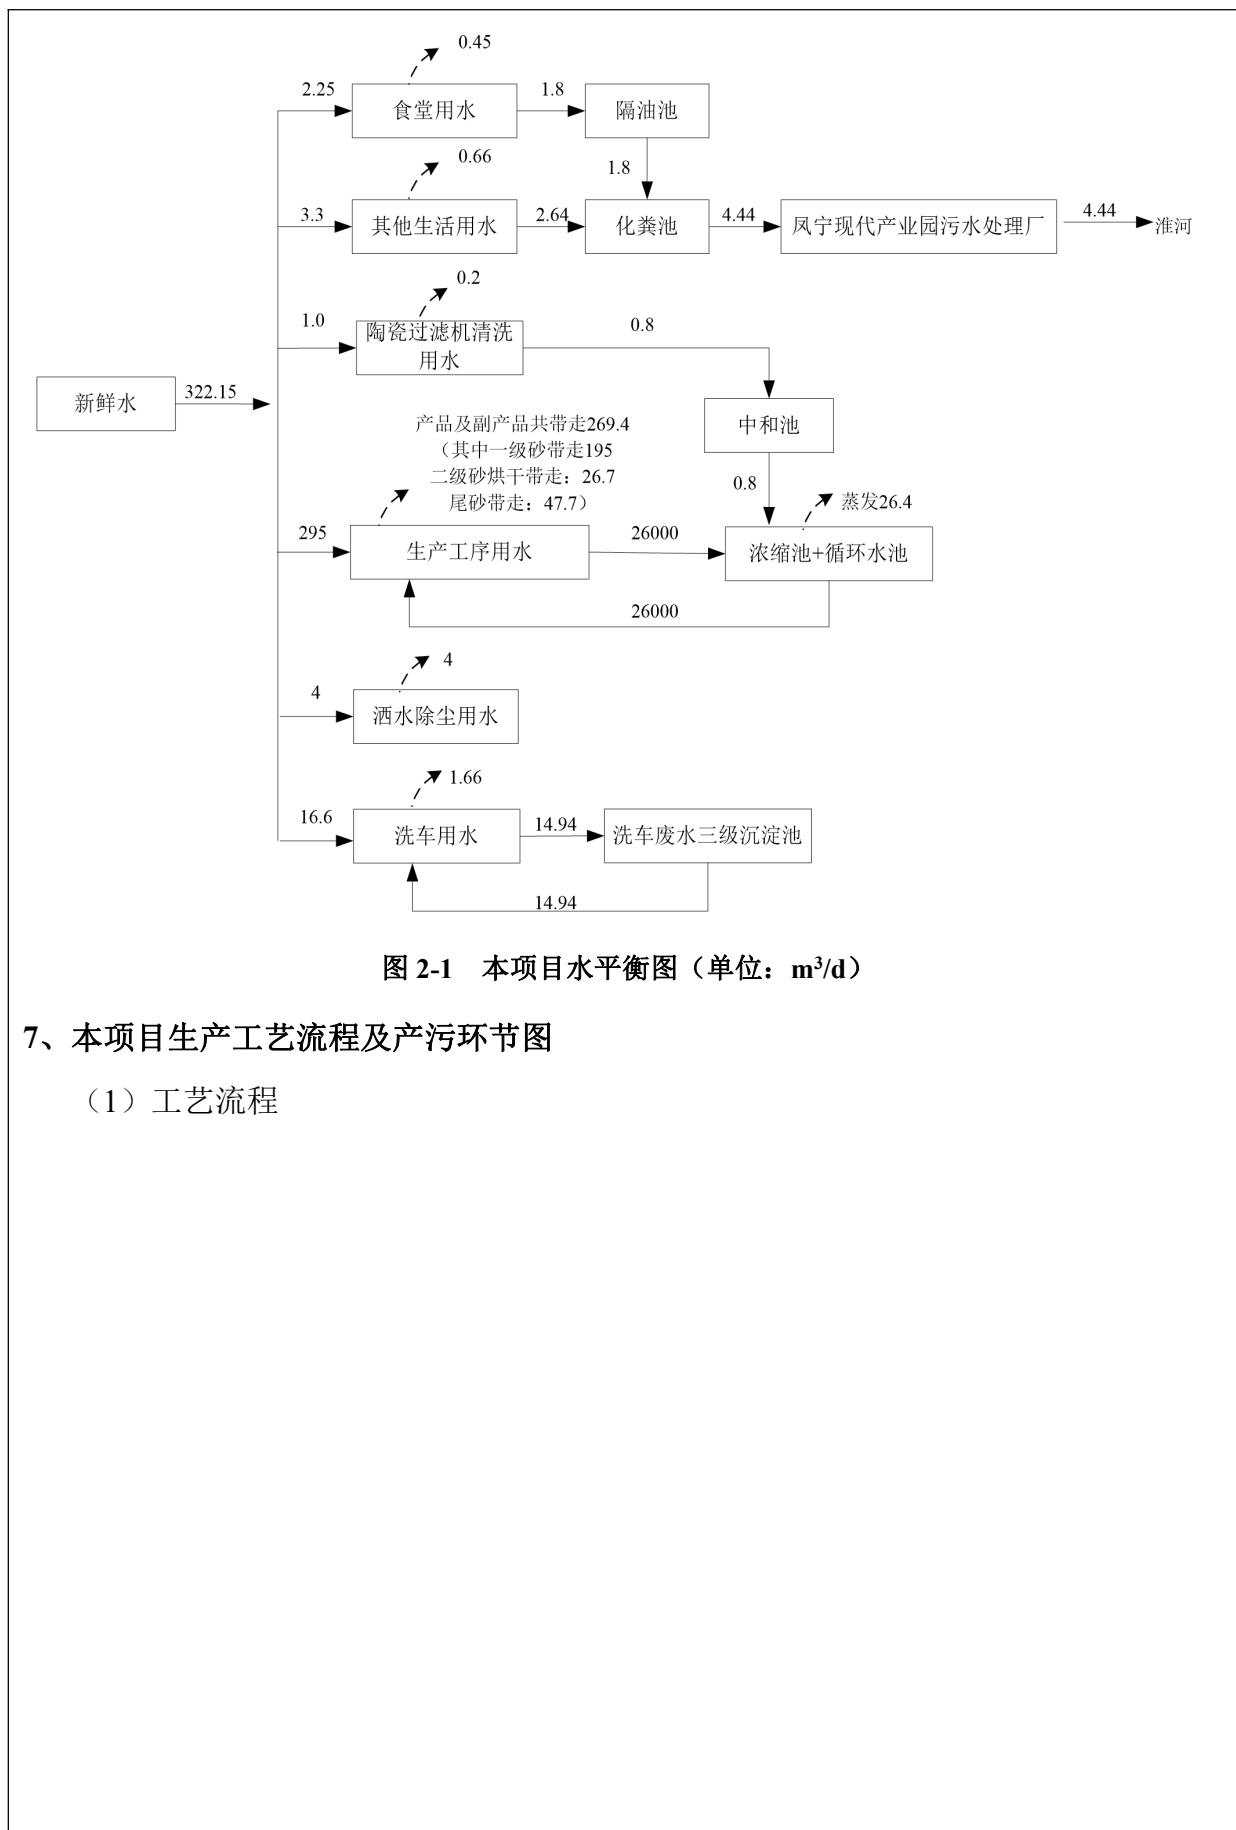 0.45
2.25
食堂用水
1.8
隔油池
0.66
1.8
3.3
其他生活用水
2.64
化粪池
4.44
凤宁现代产业园污水处理厂
4.44
淮河
0.2
1.0
陶瓷过滤机清洗
用水
0.8
新鲜水
322.15
中和池
产品及副产品共带走269.4
（其中一级砂带走195
二级砂烘干带走：26.7
尾砂带走：47.7）
0.8
蒸发26.4
295
生产工序用水
26000
浓缩池+循环水池
26000
4
4
洒水除尘用水
1.66
16.6
洗车用水
14.94
洗车废水三级沉淀池
14.94
图 2-1 本项目水平衡图（单位：m³/d）
7、本项目生产工艺流程及产污环节图
（1）工艺流程